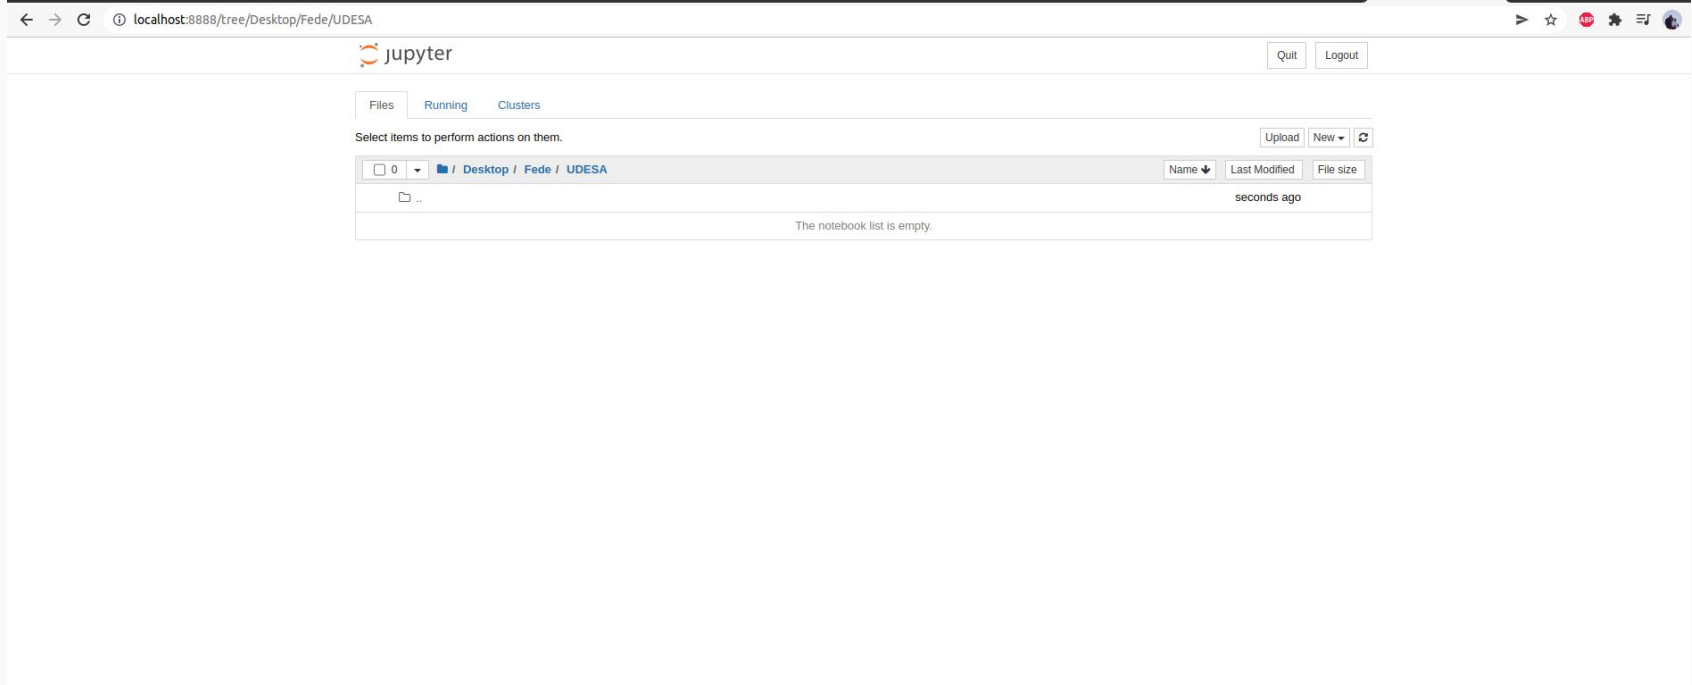 localhost:8888/tree/Desktop/Fede/UDESA
ABP
jupyter
Quit Logout
Files Running Clusters
Select items to perform actions on them.
Upload New
0 / Desktop / Fede / UDESA Name Last Modified File size
.. seconds ago
The notebook list is empty.